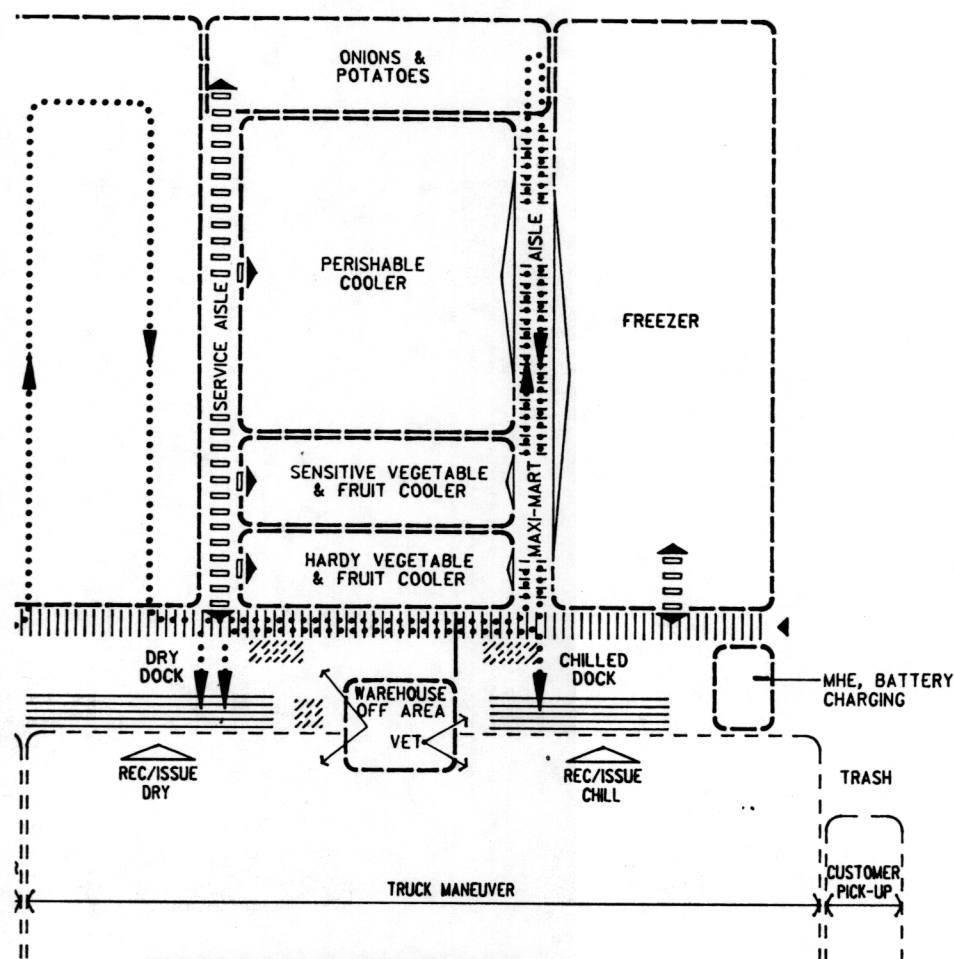 ONIONS &
POTATOES
PERISHABLE
COOLER
SERVICE AISLE
MAXI-MART AISLE
FREEZER
SENSITIVE VEGETABLE
& FRUIT COOLER
HARDY VEGETABLE
& FRUIT COOLER
DRY
DOCK
CHILLED
DOCK
WAREHOUSE
OFF AREA
VET
MHE, BATTERY
CHARGING
REC/ISSUE
DRY
REC/ISSUE
CHILL
TRASH
CUSTOMER
PICK-UP
TRUCK MANEUVER